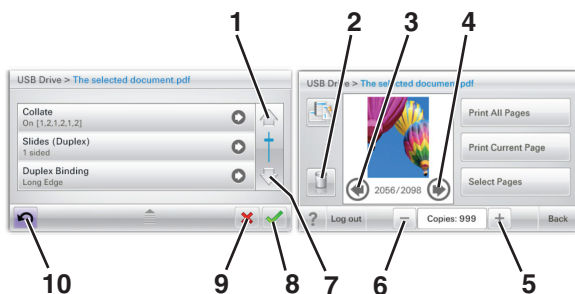 1 2 3 4
USB Drive > The selected document.pdf
Collate
On [1,2,1,2,1,2]
Slides (Duplex)
1 sided
Duplex Binding
Long Edge
USB Drive > The selected document.pdf
Print All Pages
Print Current Page
Select Pages
2056/2098
? Log out
Copies: 999
Back
10 9 8 7 6 5